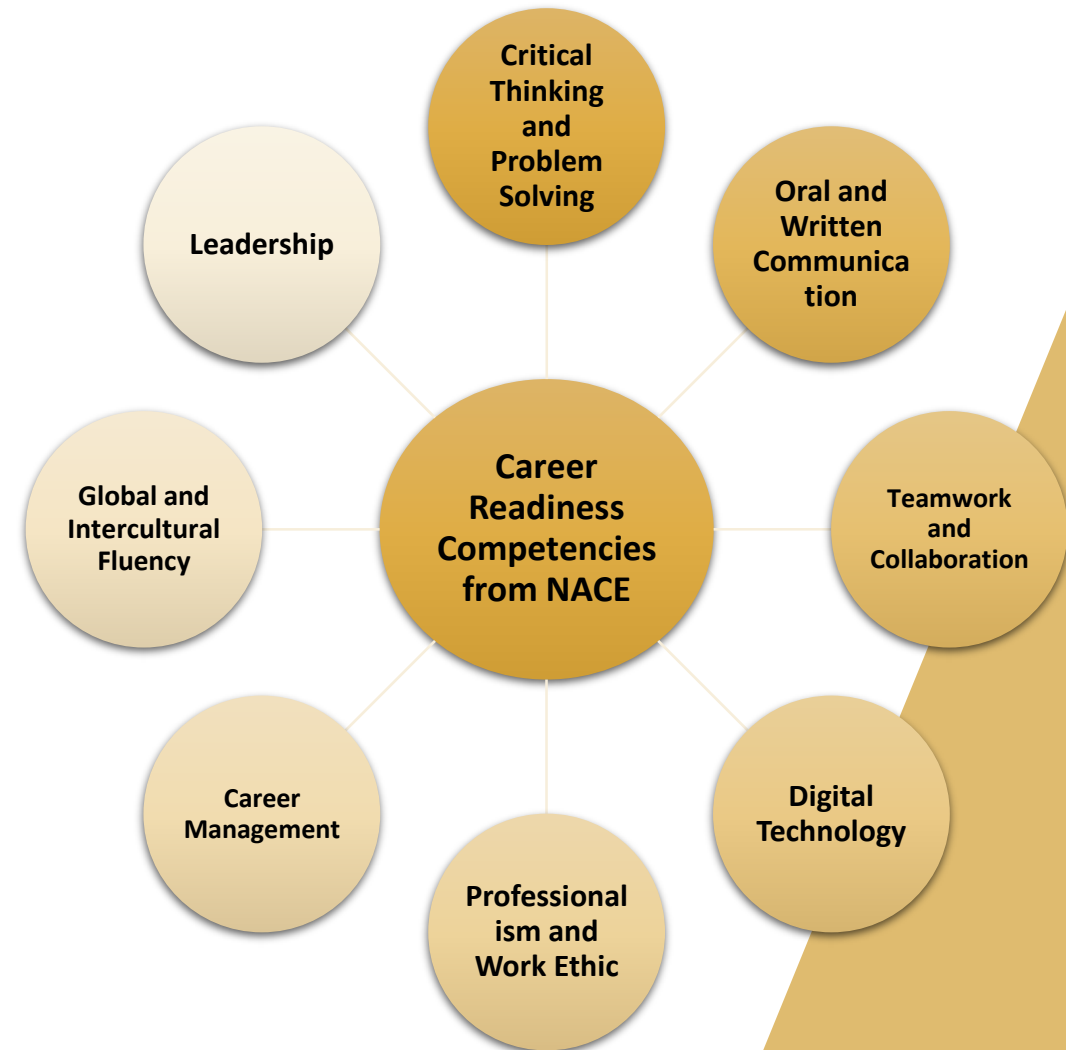 Critical
Thinking
and
Problem
Solving
Oral and
Written
Communica
tion
Teamwork
and
Collaboration
Digital
Technology
Professional
ism and
Work Ethic
Career
Management
Global and
Intercultural
Fluency
Leadership
Career
Readiness
Competencies
from NACE